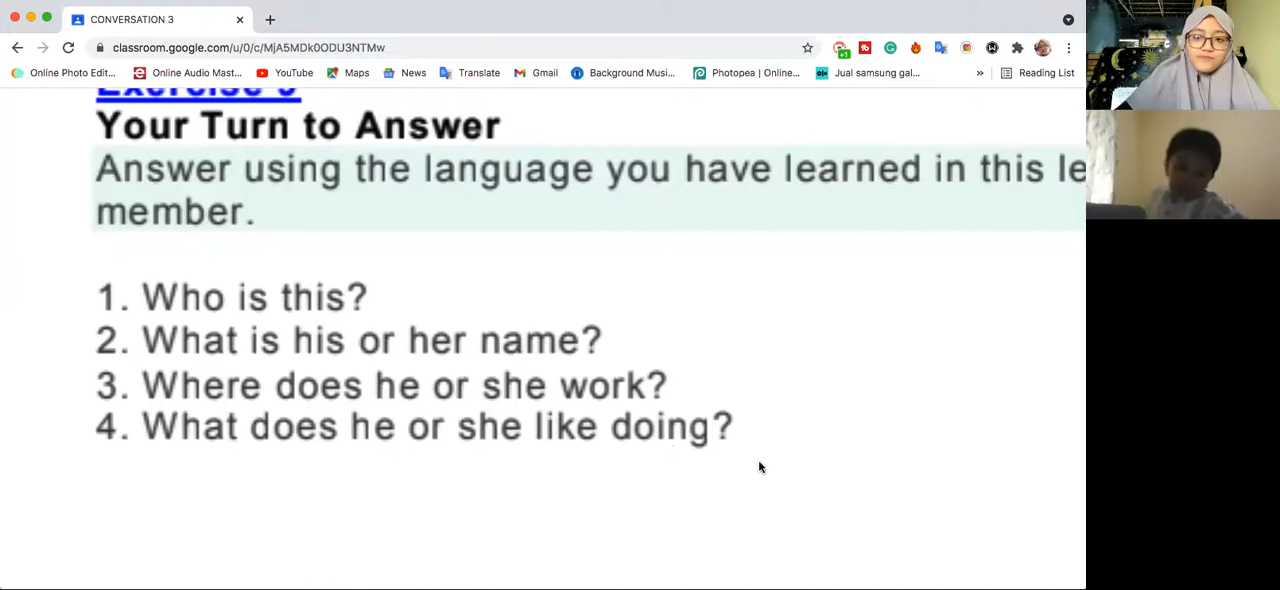 CONVERSATION 3
classroom.google.com/u/0/c/MjA5MDk0ODU3NTMw
Online Photo Edit... Online Audio Mast... YouTube Maps News Translate Gmail Background Musi... Photopea | Online... Jual samsung gal... » Reading List
Your Turn to Answer
Answer using the language you have learned in this le
member.
1. Who is this?
2. What is his or her name?
3. Where does he or she work?
4. What does he or she like doing?